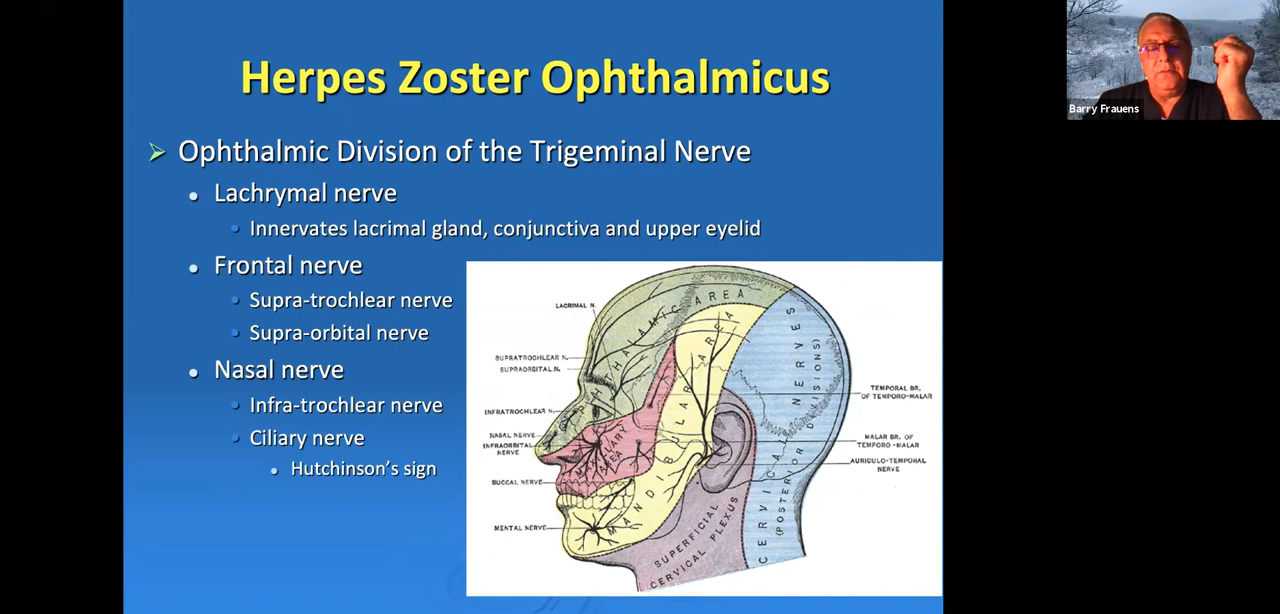 Herpes Zoster Ophthalmicus
Ophthalmic Division of the Trigeminal Nerve
Lachrymal nerve
Innervates lacrimal gland, conjunctiva and upper eyelid
Frontal nerve
Supra-trochlear nerve
Supra-orbital nerve
Nasal nerve
Infra-trochlear nerve
Ciliary nerve
Hutchinson's sign
LACRIMAL N.
SUPRATROCHLEAR N.
SUPRAORBITAL N.
INFRATROCHLEAR N.
NASAL NERVE
INFRAORBITAL
NERVE
BUCCAL NERVE
MENTAL NERVE
OPHTHALMIC AREA
MAXILLARY
AREA
MANDIBULAR AREA
SUPERFICIAL
CERVICAL PLEXUS
CERVICAL NERVES
(POSTERIOR DIVISIONS)
TEMPORAL BR.
OF TEMPORO-MALAR
MALAR BR. OF
TEMPORO-MALAR
AURICULO-TEMPORAL
NERVE
Barry Frauens